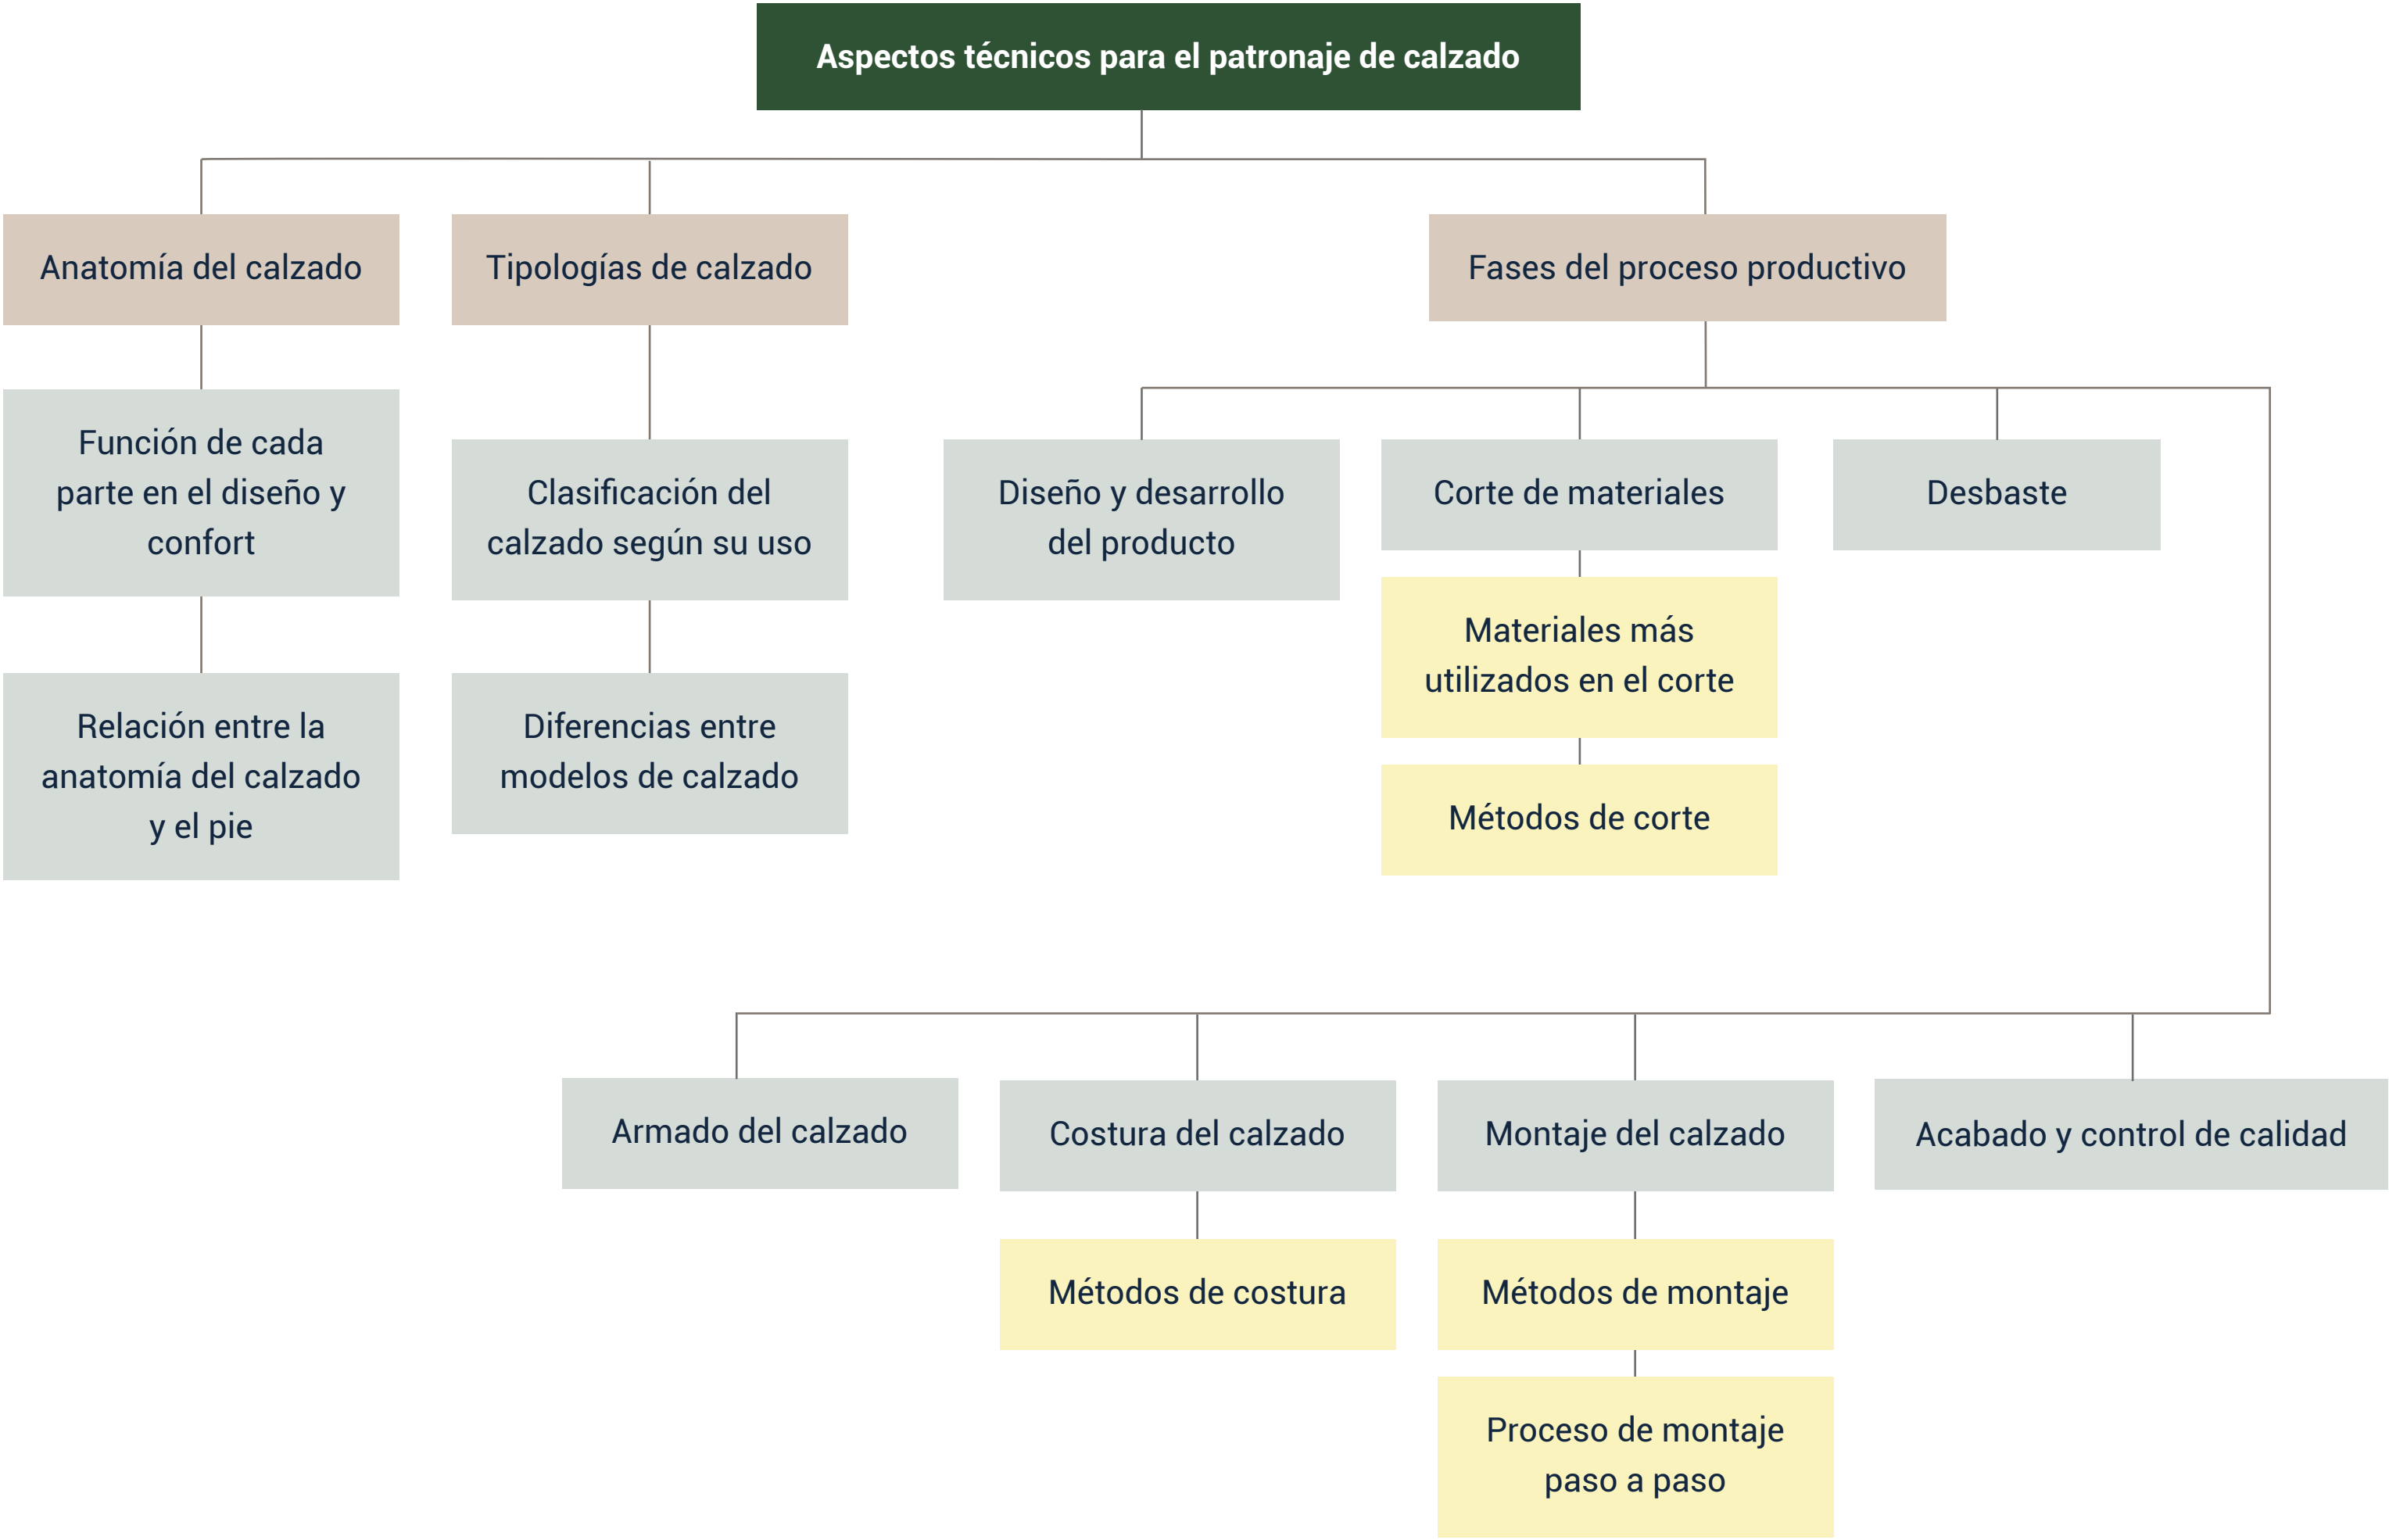 Aspectos técnicos para el patronaje de calzado
Anatomía del calzado
Tipologías de calzado
Fases del proceso productivo
Función de cada
parte en el diseño y
confort
Clasificación del
calzado según su uso
Diseño y desarrollo
del producto
Corte de materiales
Desbaste
Materiales más
utilizados en el corte
Relación entre la
anatomía del calzado
y el pie
Diferencias entre
modelos de calzado
Métodos de corte
Armado del calzado
Costura del calzado
Montaje del calzado
Acabado y control de calidad
Métodos de costura
Métodos de montaje
Proceso de montaje
paso a paso